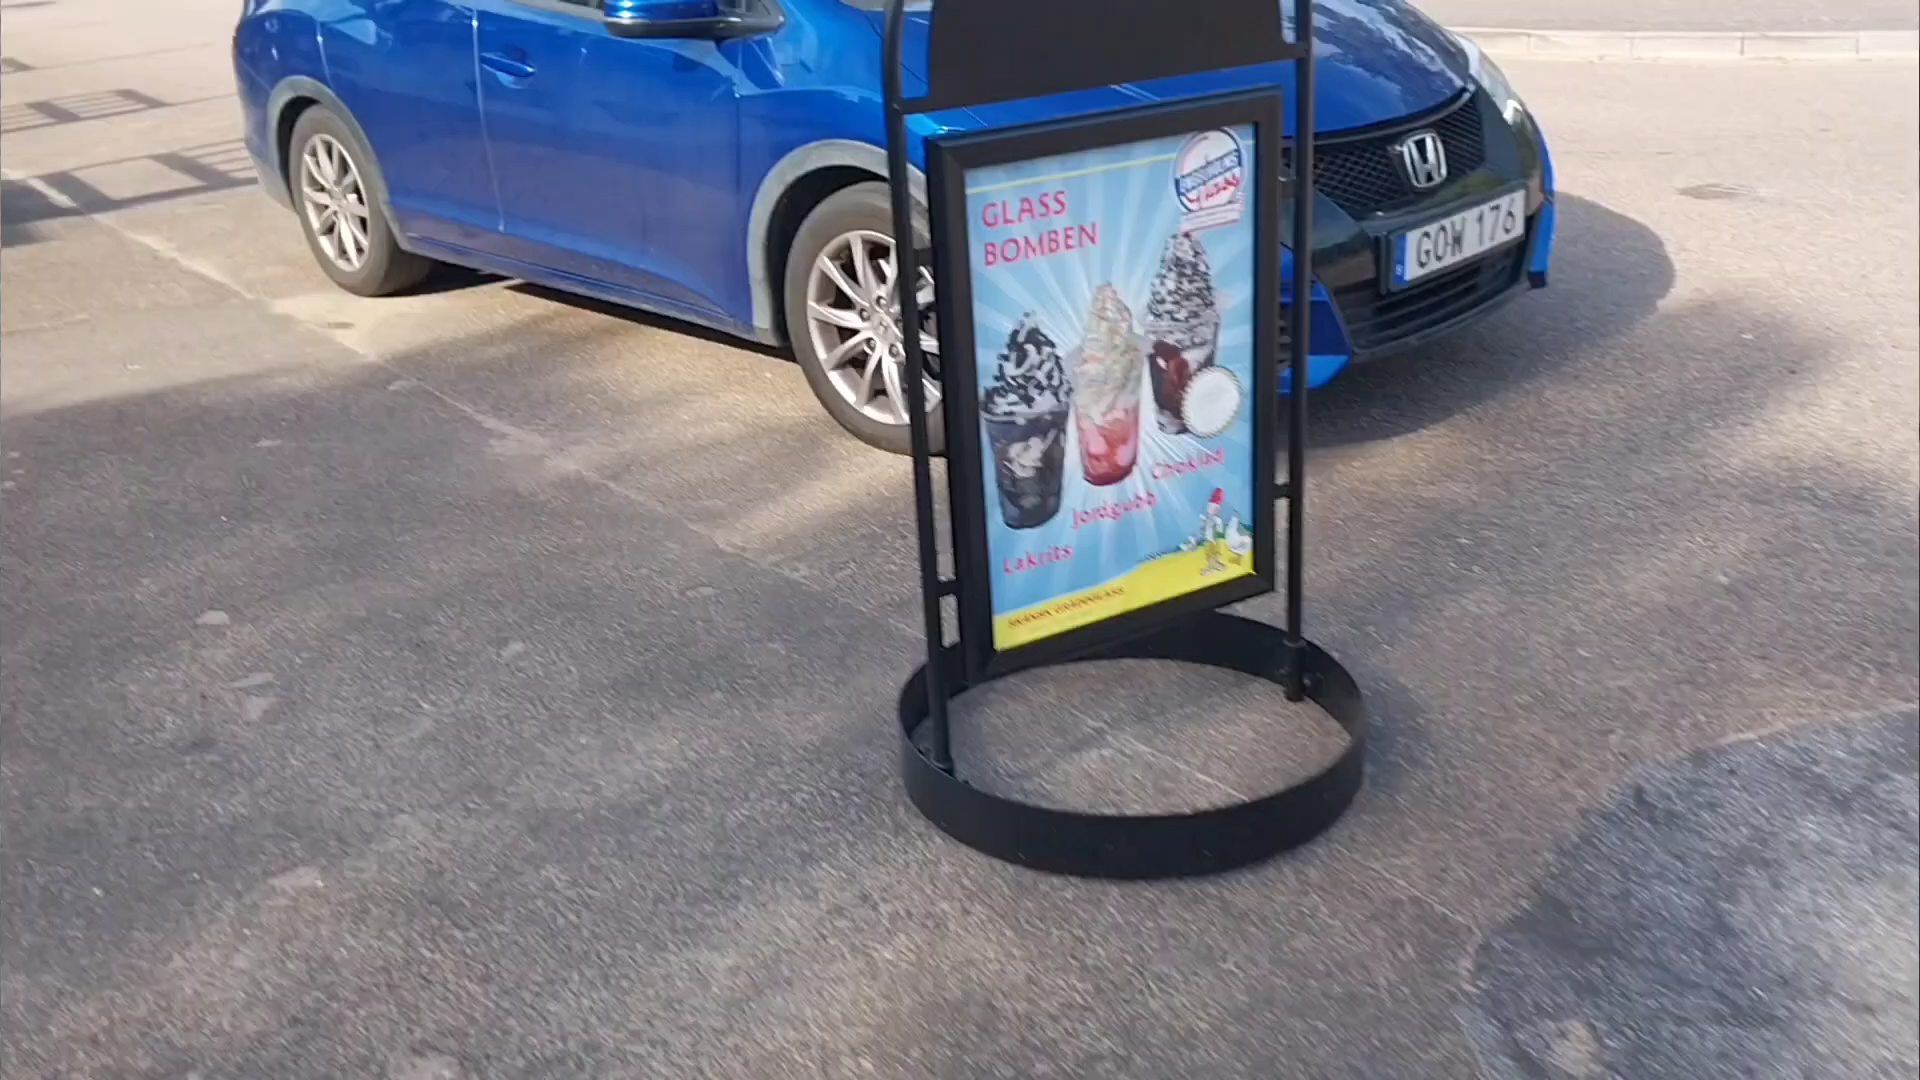 GLASS
BOMBEN
Choklad
Jordgubb
Lakrits
GOW 176